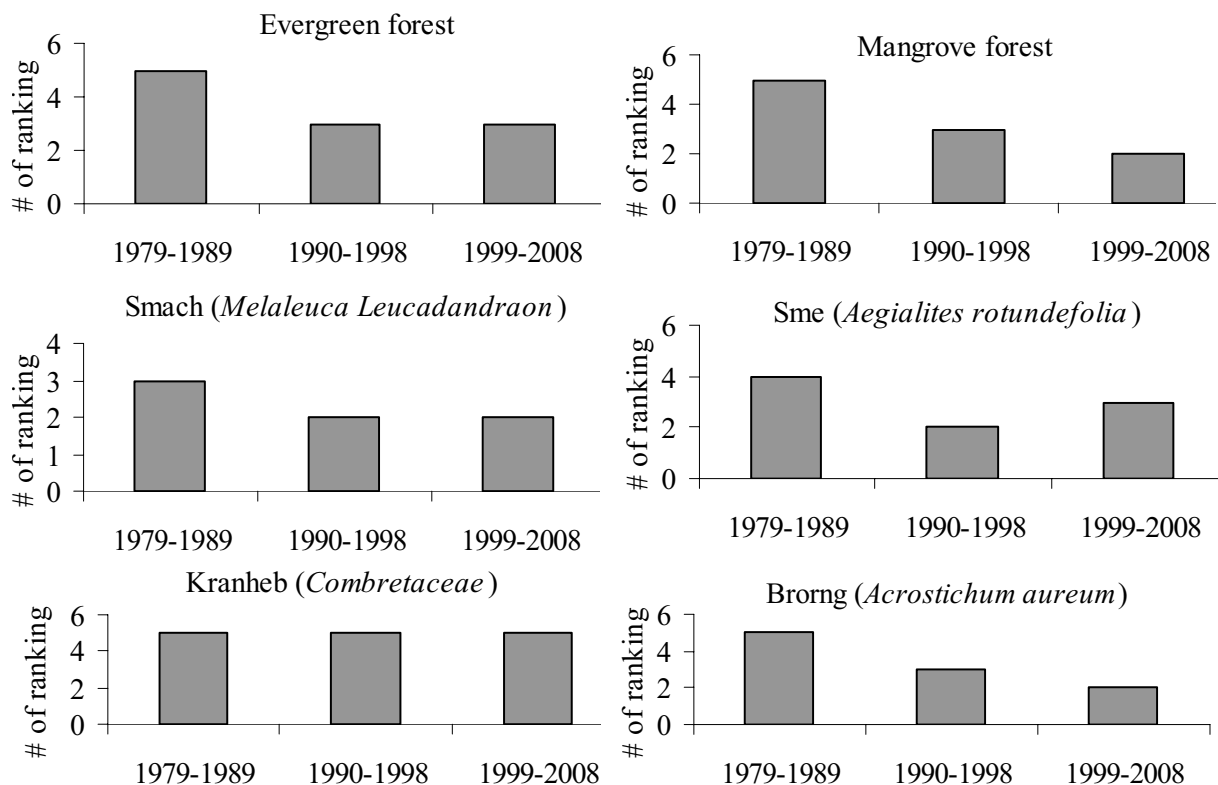 Evergreen forest
# of ranking
6
4
2
0
1979-1989 1990-1998 1999-2008
Mangrove forest
# of ranking
6
4
2
0
1979-1989 1990-1998 1999-2008
Smach (Melaleuca Leucadandraon)
# of ranking
4
3
2
1
0
1979-1989 1990-1998 1999-2008
Sme (Aegialites rotundefolia)
# of ranking
6
4
2
0
1979-1989 1990-1998 1999-2008
Kranheb (Combretaceae)
# of ranking
6
4
2
0
1979-1989 1990-1998 1999-2008
Brorng (Acrostichum aureum)
# of ranking
6
4
2
0
1979-1989 1990-1998 1999-2008